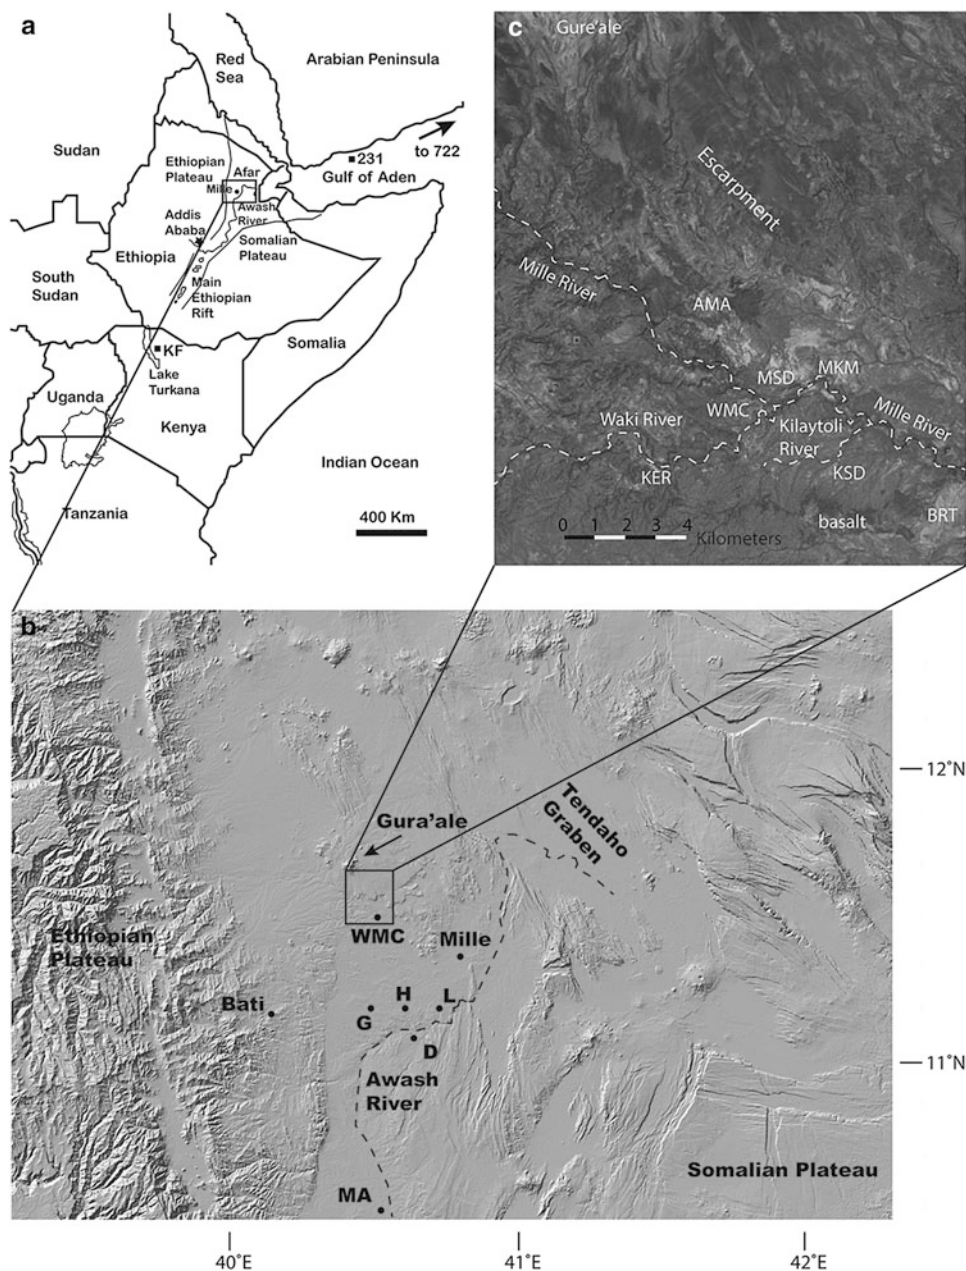 a
Red
Sea
Arabian Peninsula
Sudan
to 722
231
Gulf of Aden
Ethiopian
Plateau
Afar
Mille
Awash
River
Addis
Ababa
Somalian
Plateau
Ethiopia
South
Sudan
Main
Ethiopian
Rift
KF
Somalia
Lake
Turkana
Uganda
Kenya
Indian Ocean
Tanzania
400 Km
c
Gure'ale
Escarpment
Mille River
AMA
MSD
MKM
WMC
Mille River
Waki River
Kilaytoli
River
KER
KSD
basalt
BRT
0 1 2 3 4
Kilometers
b
12˚N
Tendaho
Graben
Gura'ale
WMC
Mille
Ethiopian
Plateau
Bati
H
L
G
D
11˚N
Awash
River
Somalian Plateau
MA
40˚E
41˚E
42˚E